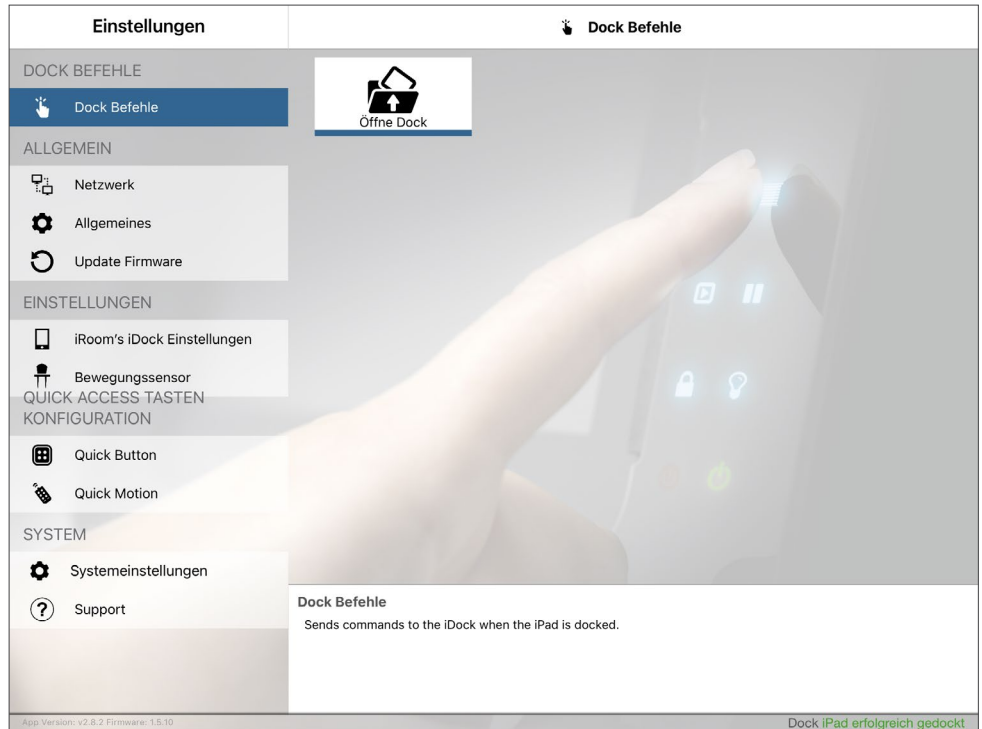 Einstellungen
Dock Befehle
DOCK BEFEHLE
Dock Befehle
ALLGEMEIN
Netzwerk
Allgemeines
Update Firmware
EINSTELLUNGEN
iRoom's iDock Einstellungen
Bewegungssensor
QUICK ACCESS TASTEN
KONFIGURATION
Quick Button
Quick Motion
SYSTEM
Systemeinstellungen
Support
Öffne Dock
Dock Befehle
Sends commands to the iDock when the iPad is docked.
App Version: v2.8.2 Firmware: 1.5.10
Dock iPad erfolgreich gedockt